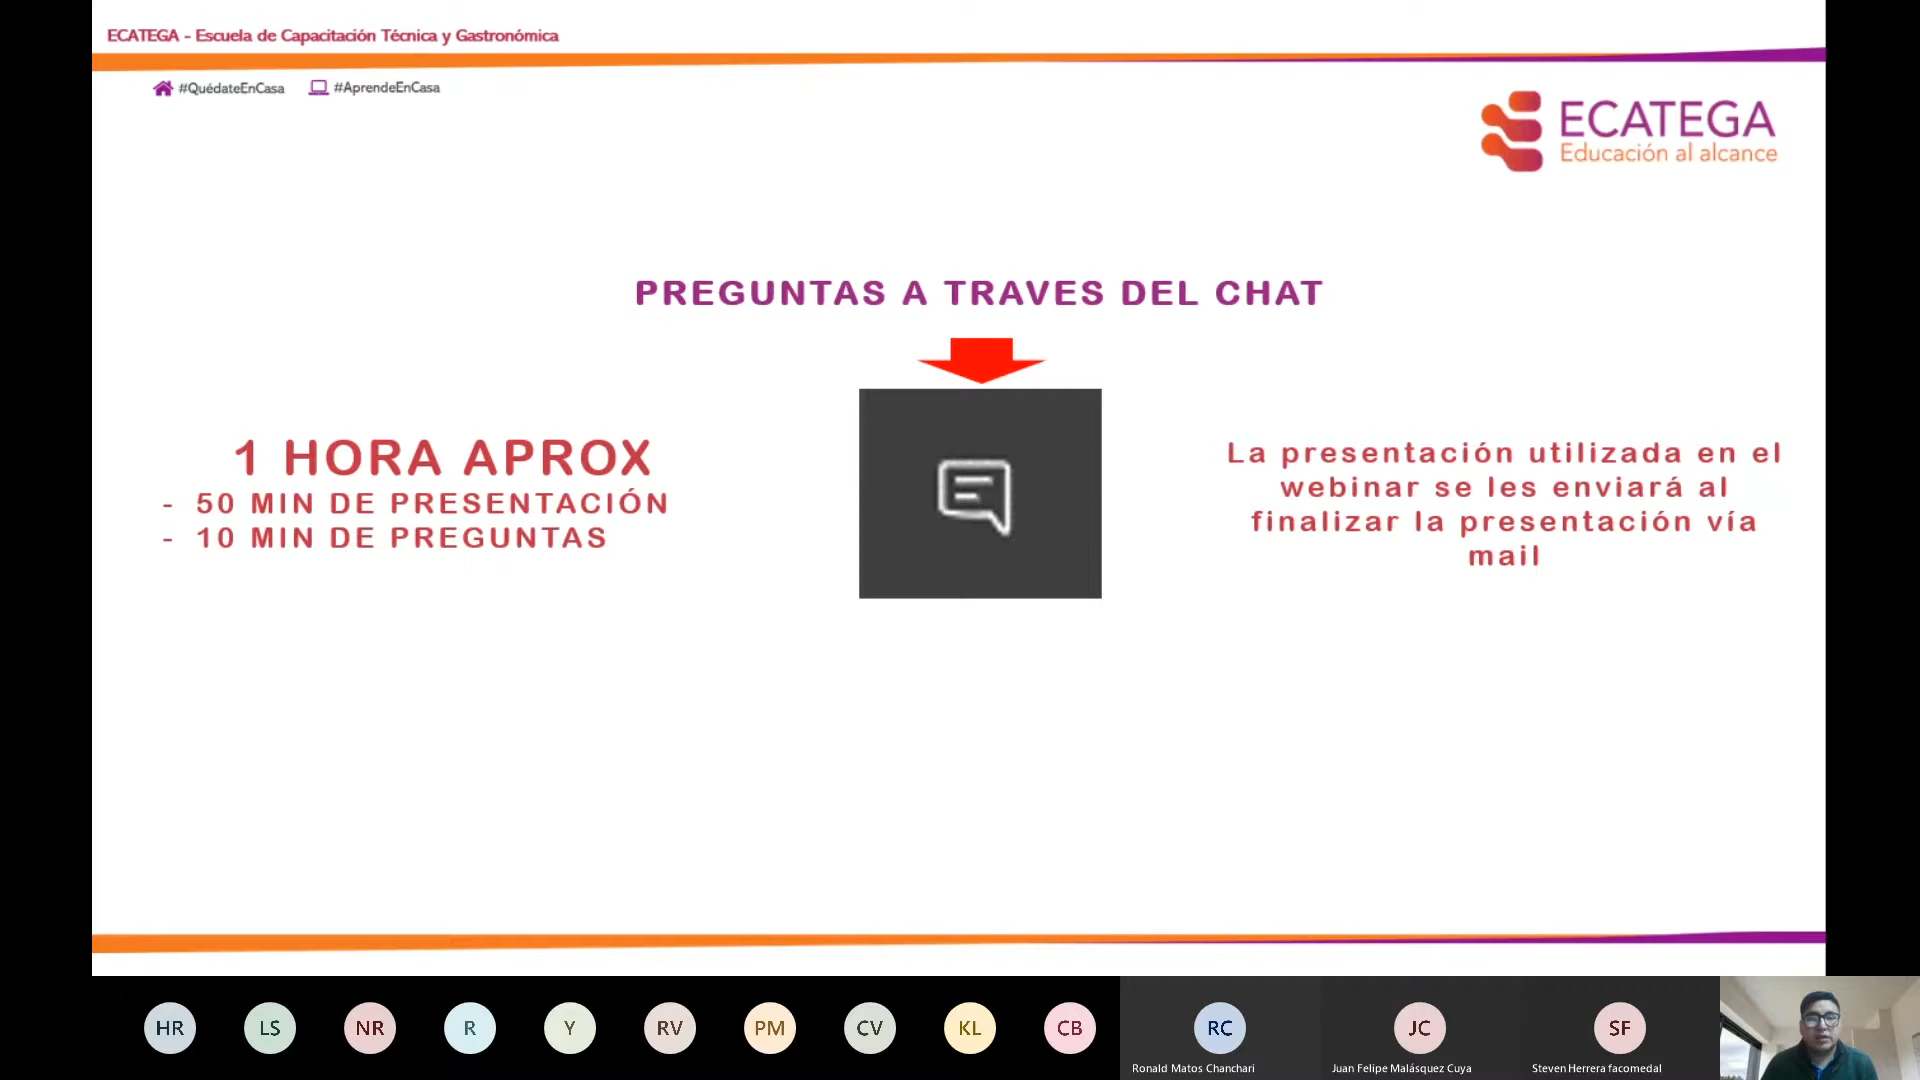 ECATEGA - Escuela de Capacitación Técnica y Gastronómica
#QuédateEnCasa #AprendeEnCasa
ECATEGA
Educación al alcance
PREGUNTAS A TRAVES DEL CHAT
1 HORA APROX
- 50 MIN DE PRESENTACIÓN
- 10 MIN DE PREGUNTAS
La presentación utilizada en el
webinar se les enviará al
finalizar la presentación vía
mail
HR LS NR R Y RV PM CV KL CB RC JC SF
Ronald Matos Chanchari Juan Felipe Malásquez Cuya Steven Herrera facomedal